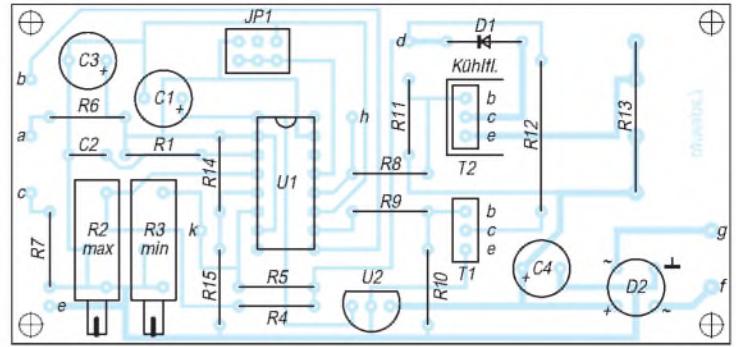 JP1
D1
d
b
C3
+
Kühlfl.
C1
+
R6
b
c
e
h
a
R11
R12
R13
T2
C2
R1
R14
U1
R8
c
R9
b
c
e
k
R2
max
R3
min
R7
R15
R5
R4
U2
R10
T1
C4
+
g
~
D2
+
~
f
e